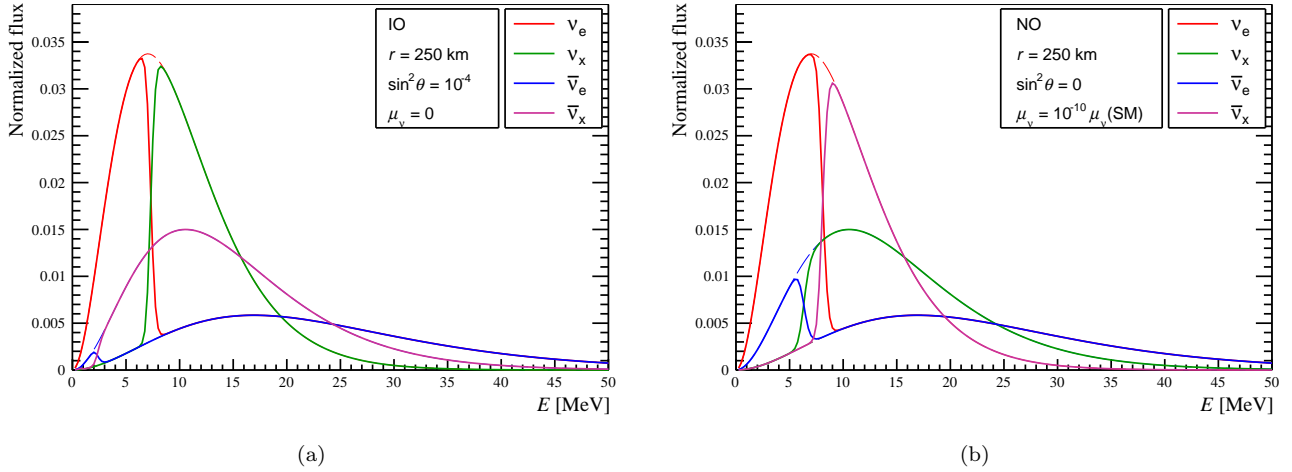 Normalized flux
0.035
0.03
0.025
0.02
0.015
0.01
0.005
0
0 5 10 15 20 25 30 35 40 45 50
E [MeV]
IO
r = 250 km
sin²θ = 10⁻⁴
μ_ν = 0
ν_e
ν_x
ν̅_e
ν̅_x
(a)
Normalized flux
0.035
0.03
0.025
0.02
0.015
0.01
0.005
0
0 5 10 15 20 25 30 35 40 45 50
E [MeV]
NO
r = 250 km
sin²θ = 0
μ_ν = 10⁻¹⁰ μ_ν(SM)
ν_e
ν_x
ν̅_e
ν̅_x
(b)